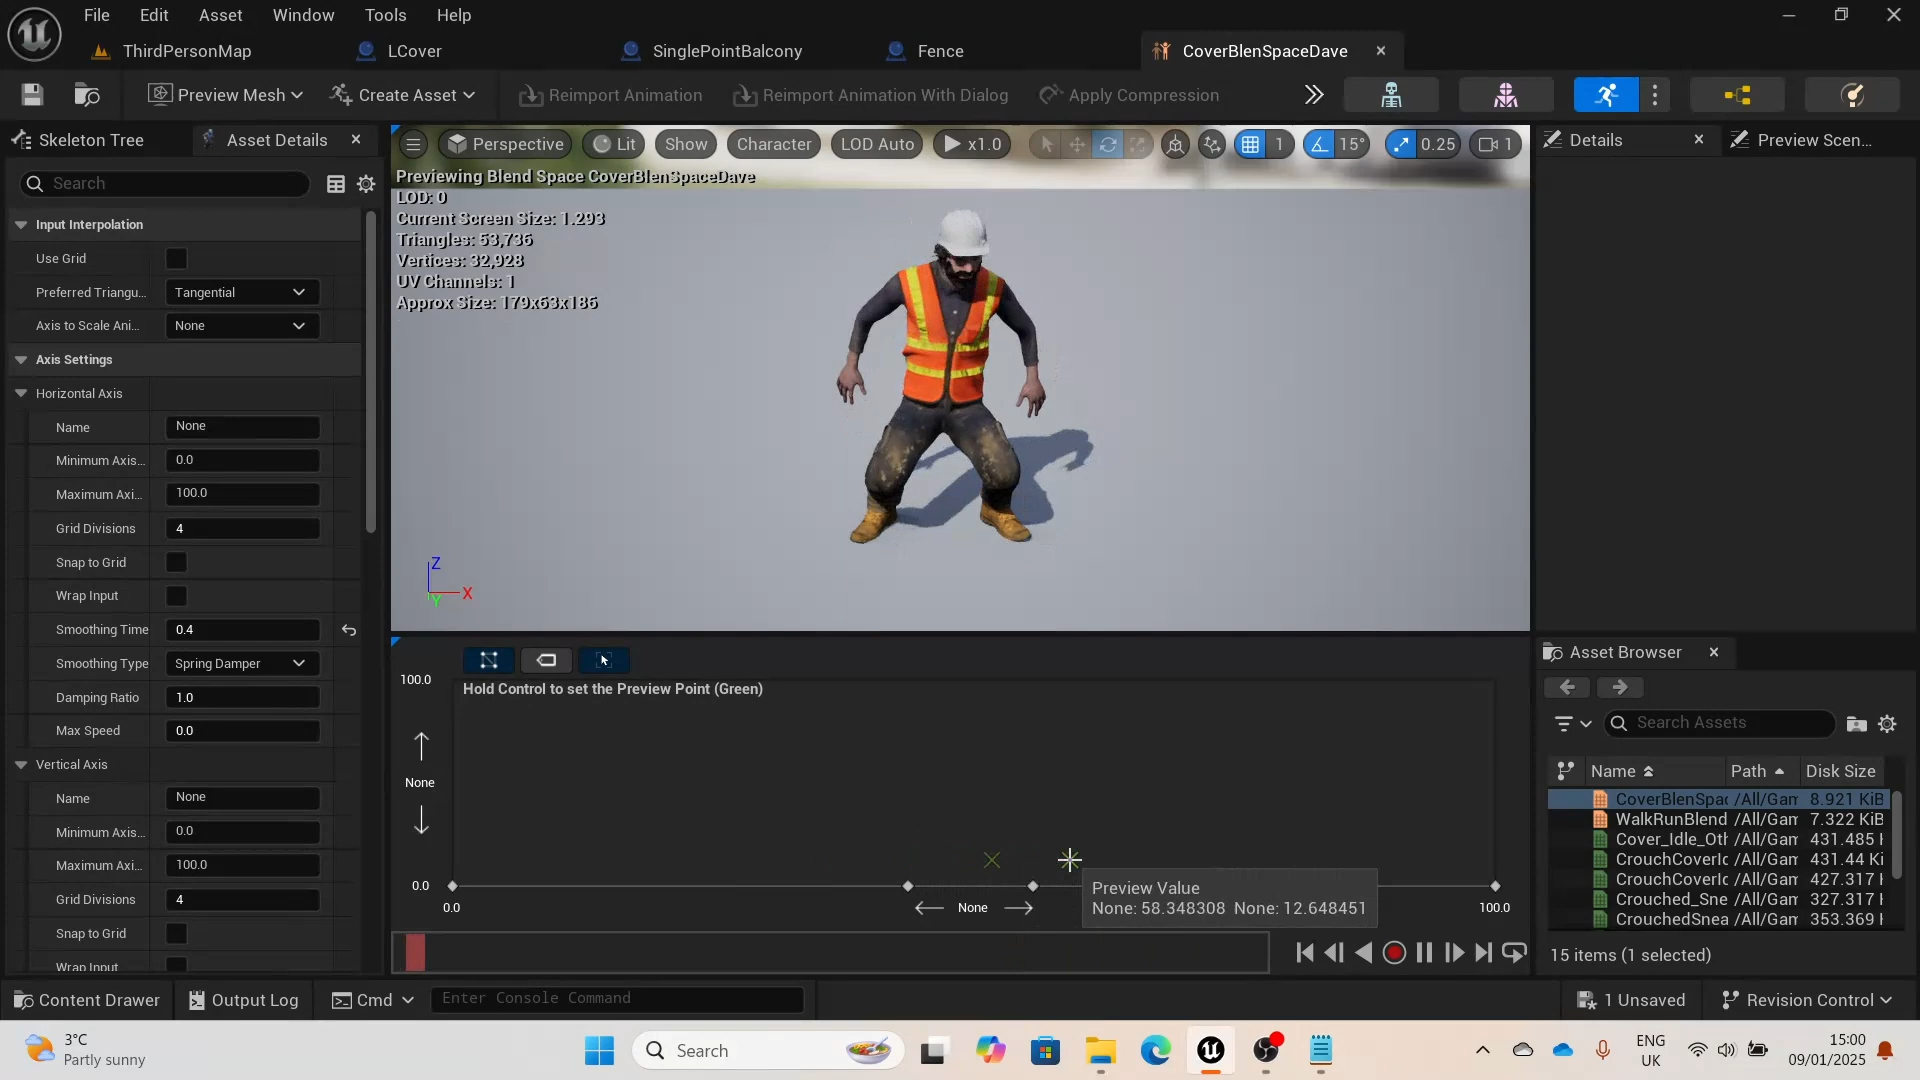 File Edit Asset Window Tools Help
ThirdPersonMap LCover SinglePointBalcony Fence CoverBlenSpaceDave
Preview Mesh Create Asset Reimport Animation Reimport Animation With Dialog Apply Compression
Skeleton Tree Asset Details
Search
Input Interpolation
Use Grid
Preferred Triangu... Tangential
Axis to Scale Ani... None
Axis Settings
Horizontal Axis
Name None
Minimum Axis... 0.0
Maximum Axi... 100.0
Grid Divisions 4
Snap to Grid
Wrap Input
Smoothing Time 0.4
Smoothing Type Spring Damper
Damping Ratio 1.0
Max Speed 0.0
Vertical Axis
Name None
Minimum Axis... 0.0
Maximum Axi... 100.0
Grid Divisions 4
Snap to Grid
Wrap Input
Perspective Lit Show Character LOD Auto x1.0 1 15° 0.25 1
Previewing Blend Space CoverBlenSpaceDave
LOD: 0
Current Screen Size: 1.293
Triangles: 53,736
Vertices: 32,928
UV Channels: 1
Approx Size: 179x63x186
Z
X
Y
100.0
Hold Control to set the Preview Point (Green)
None
0.0
0.0 None 100.0
Preview Value
None: 58.348308 None: 12.648451
Details Preview Scen...
Asset Browser
Search Assets
Name Path Disk Size
CoverBlenSpac /All/Gam 8.921 KiB
WalkRunBlend /All/Gam 7.322 KiB
Cover_Idle_Oth /All/Gam 431.485 K
CrouchCoverIc /All/Gam 431.44 Ki
CrouchCoverIc /All/Gam 427.317 K
Crouched_Sne /All/Gam 327.317 K
CrouchedSnea /All/Gam 353.369 K
15 items (1 selected)
Content Drawer Output Log Cmd Enter Console Command 1 Unsaved Revision Control
3°C
Partly sunny
Search
ENG
UK
15:00
09/01/2025